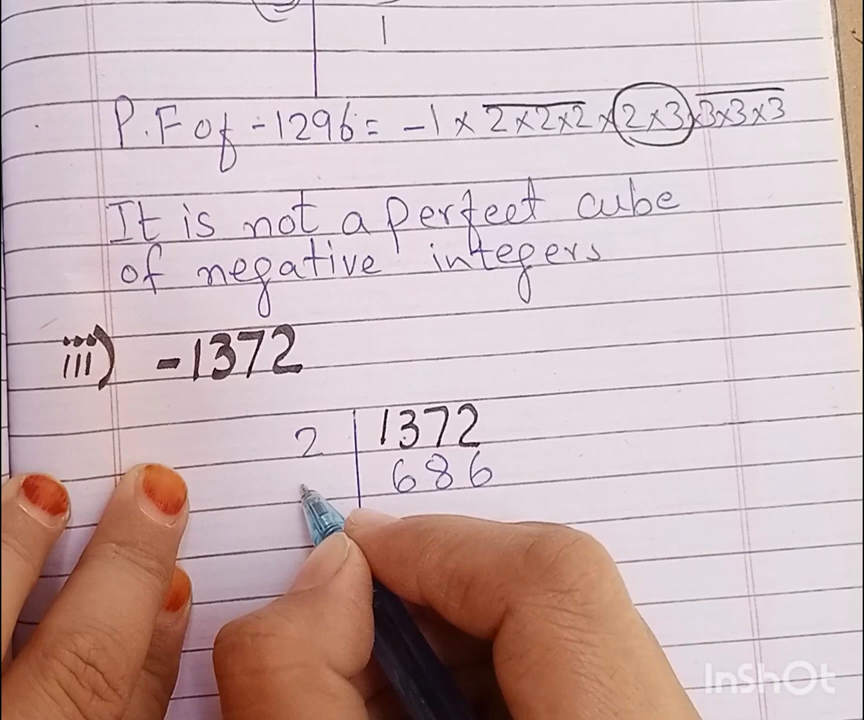 1
P.F of -1296 = -1 × 2×2×2 × 2×3 × 3×3×3
It is not a perfect cube
of negative integers
iii) -1372
2 | 1372
686
InShOt